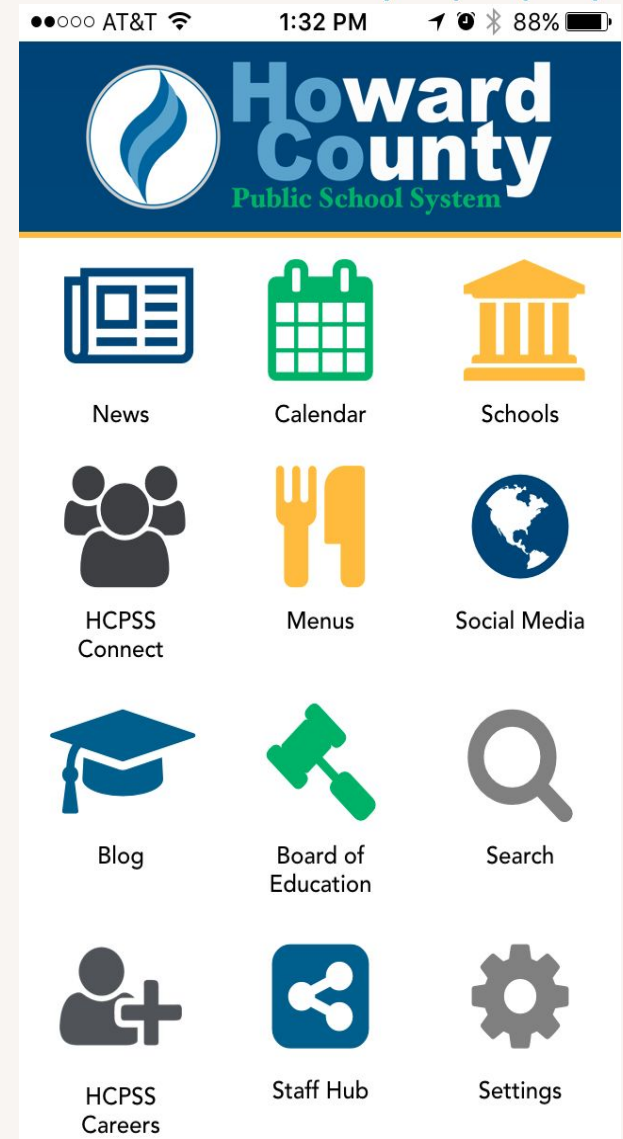 AT&T 1:32 PM 88%
Howard
County
Public School System
News Calendar Schools
HCPSS
Connect
Menus Social Media
Blog
Board of
Education
Search
HCPSS
Careers
Staff Hub Settings